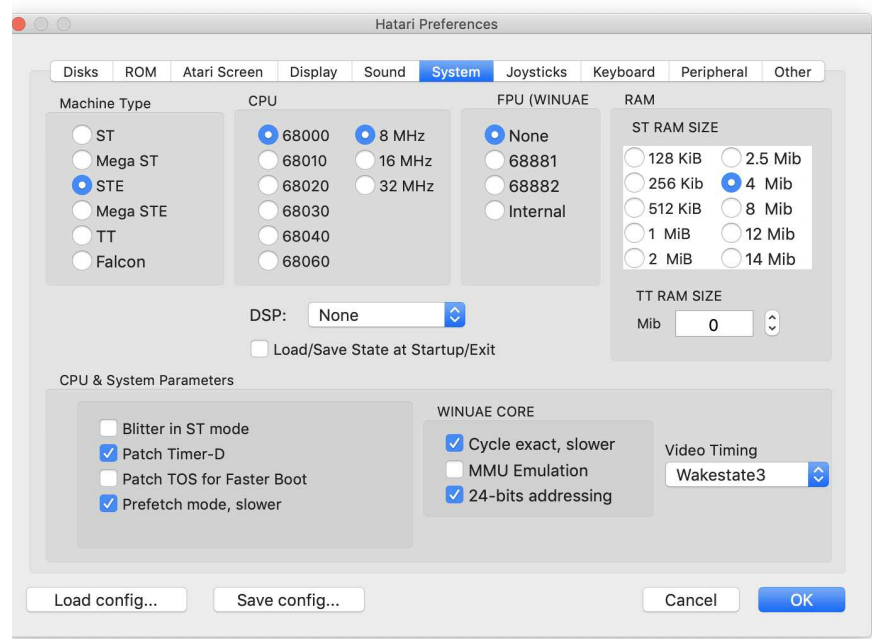 Hatari Preferences
Disks ROM Atari Screen Display Sound System Joysticks Keyboard Peripheral Other
Machine Type
ST
Mega ST
STE
Mega STE
TT
Falcon
CPU
68000
68010
68020
68030
68040
68060
8 MHz
16 MHz
32 MHz
FPU (WINUAE
None
68881
68882
Internal
RAM
ST RAM SIZE
128 KiB
256 Kib
512 KiB
1 MiB
2 MiB
2.5 Mib
4 Mib
8 Mib
12 Mib
14 Mib
TT RAM SIZE
Mib 0
DSP: None
Load/Save State at Startup/Exit
CPU & System Parameters
Blitter in ST mode
Patch Timer-D
Patch TOS for Faster Boot
Prefetch mode, slower
WINUAE CORE
Cycle exact, slower
MMU Emulation
24-bits addressing
Video Timing
Wakestate3
Load config... Save config... Cancel OK